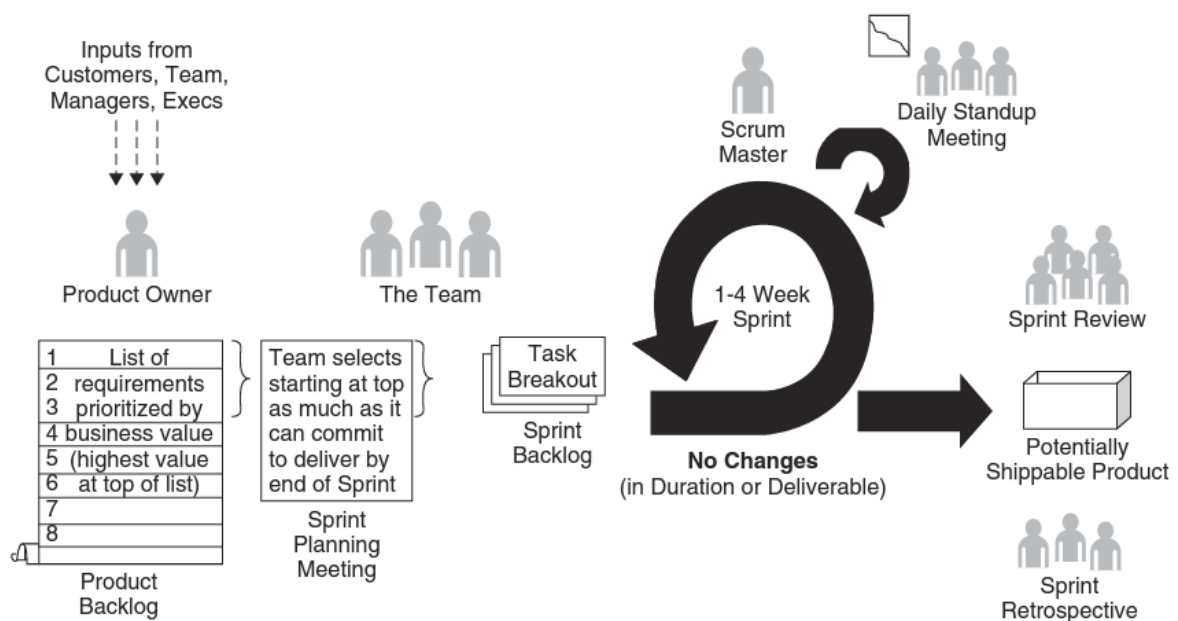 Inputs from
Customers, Team,
Managers, Execs
Product Owner
The Team
Scrum
Master
Daily Standup
Meeting
1-4 Week
Sprint
Sprint Review
1 List of
2 requirements
3 prioritized by
4 business value
5 (highest value
6 at top of list)
7
8
Product
Backlog
Team selects
starting at top
as much as it
can commit
to deliver by
end of Sprint
Sprint
Planning
Meeting
Task
Breakout
Sprint
Backlog
No Changes
(in Duration or Deliverable)
Potentially
Shippable Product
Sprint
Retrospective